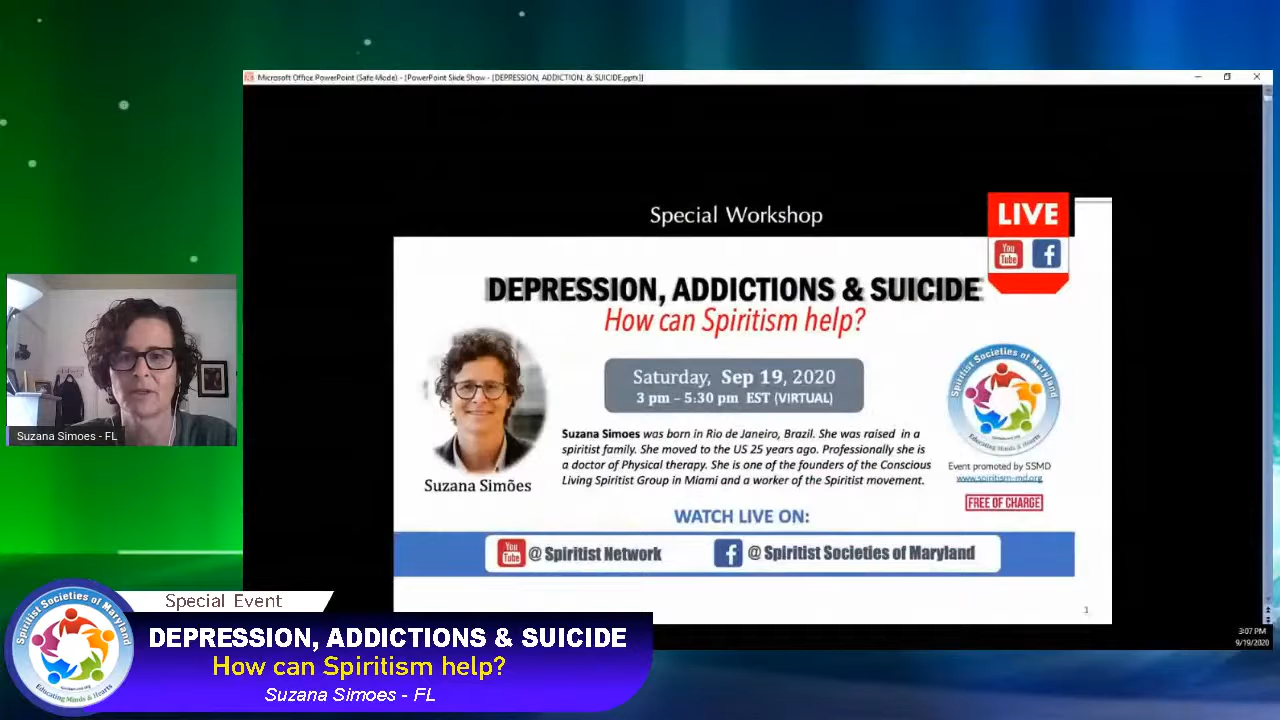 Microsoft Office PowerPoint (Safe Mode) - [PowerPoint Slide Show - [DEPRESSION, ADDICTION, & SUICIDE.pptx]]
Special Workshop
LIVE
You
Tube
f
DEPRESSION, ADDICTIONS & SUICIDE
How can Spiritism help?
Saturday, Sep 19, 2020
3 pm – 5:30 pm EST (VIRTUAL)
Spiritist Societies of Maryland
Educating Minds & Hearts
Suzana Simoes was born in Rio de Janeiro, Brazil. She was raised in a
spiritist family. She moved to the US 25 years ago. Professionally she is
a doctor of Physical therapy. She is one of the founders of the Conscious
Living Spiritist Group in Miami and a worker of the Spiritist movement.
Suzana Simões
Event promoted by SSMD
www.spiritism-md.org
FREE OF CHARGE
WATCH LIVE ON:
You
Tube
@ Spiritist Network
f
@ Spiritist Societies of Maryland
1
3:07 PM
9/19/2020
Suzana Simoes - FL
Spiritist Societies of Maryland
Educating Minds & Hearts
Special Event
DEPRESSION, ADDICTIONS & SUICIDE
How can Spiritism help?
Suzana Simoes - FL